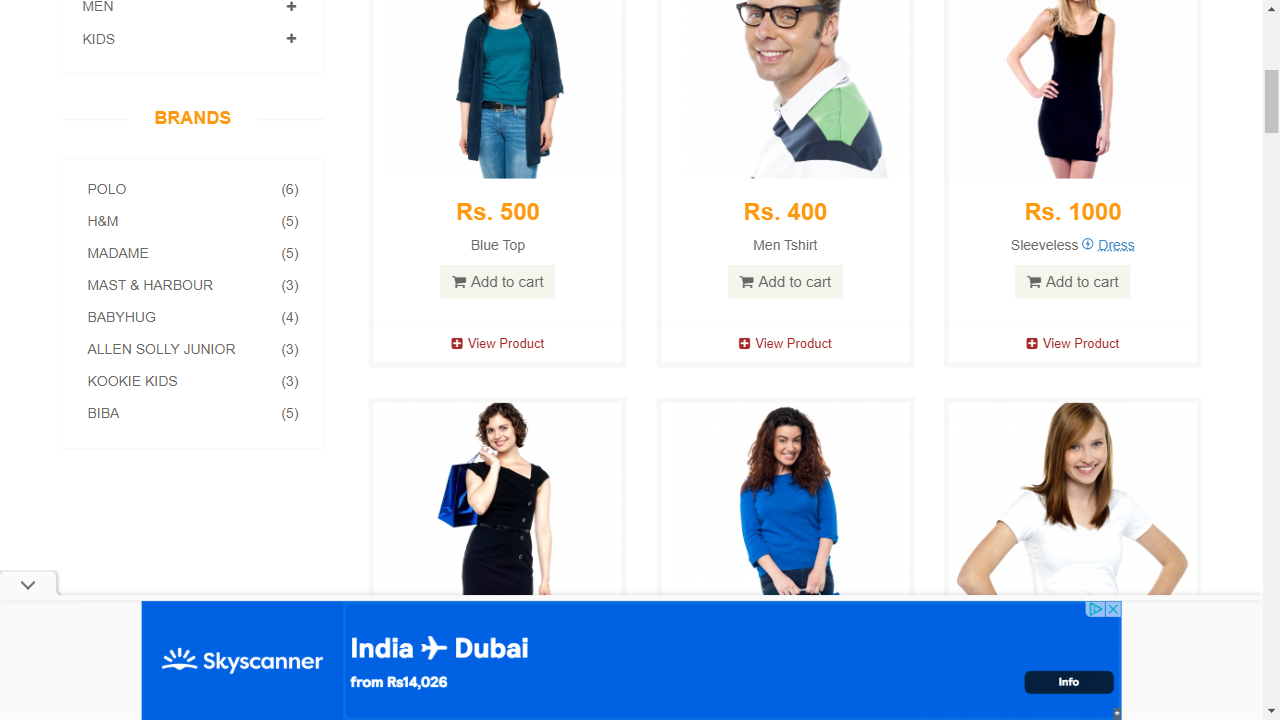 MEN
KIDS
BRANDS
POLO (6)
H&M (5)
MADAME (5)
MAST & HARBOUR (3)
BABYHUG (4)
ALLEN SOLLY JUNIOR (3)
KOOKIE KIDS (3)
BIBA (5)
Rs. 500
Blue Top
Add to cart
View Product
Rs. 400
Men Tshirt
Add to cart
View Product
Rs. 1000
Sleeveless Dress
Add to cart
View Product
Skyscanner
India Dubai
from Rs14,026
Info